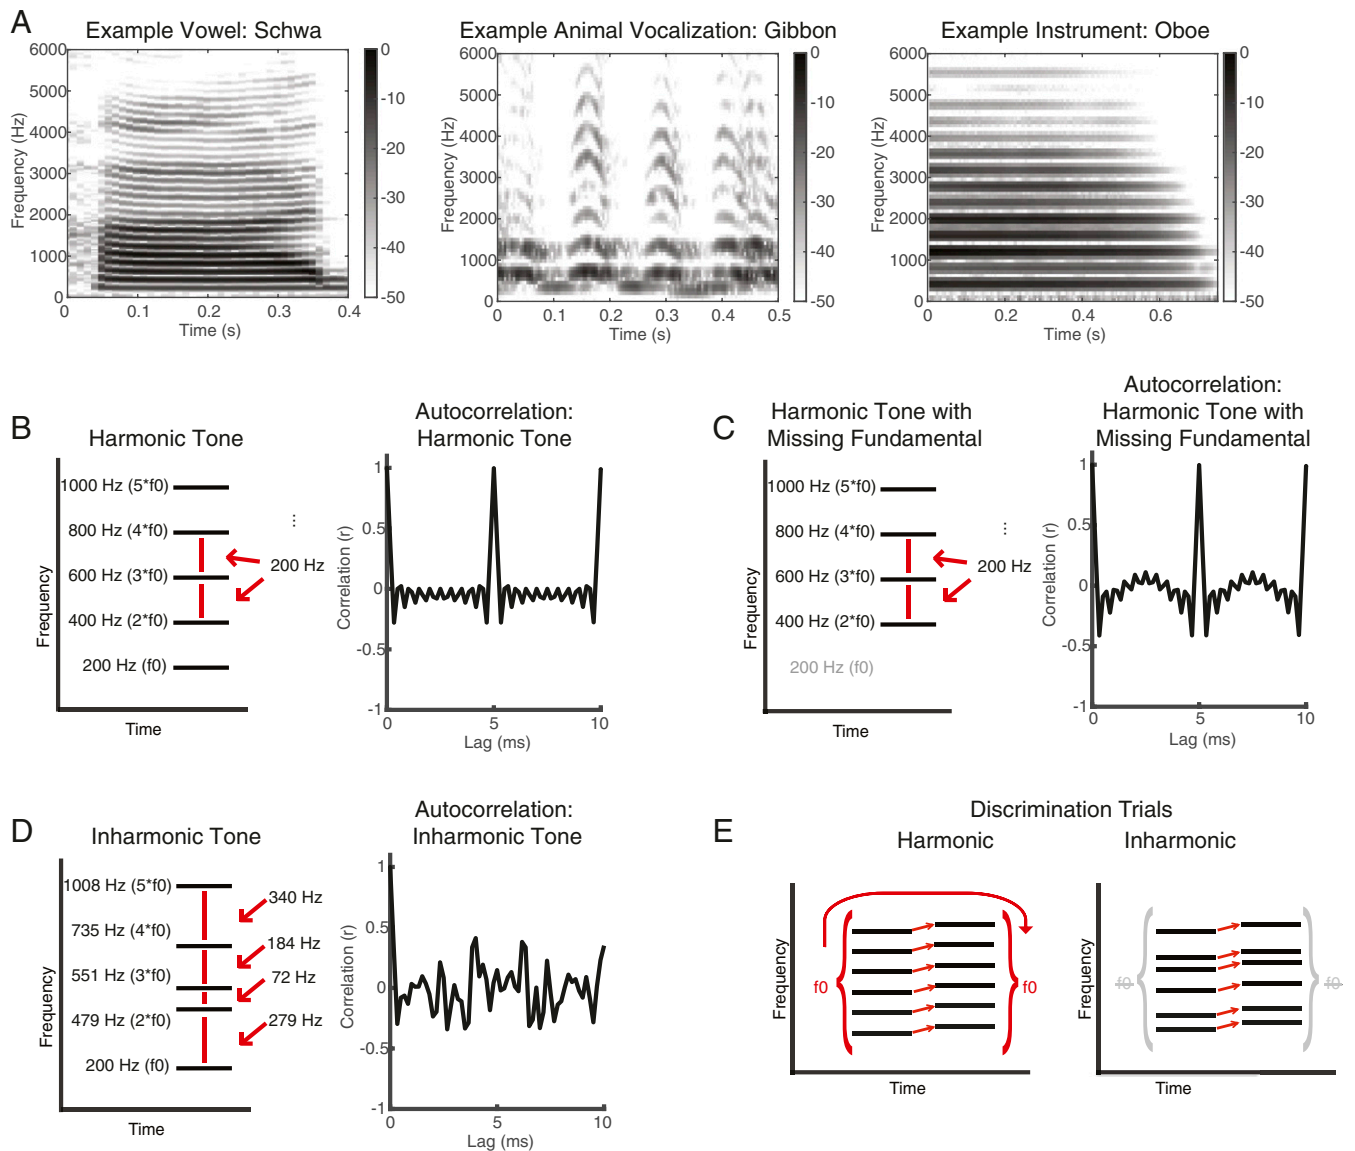 A
Example Vowel: Schwa
6000
5000
4000
3000
2000
1000
0
Frequency (Hz)
0
0.1
0.2
0.3
0.4
Time (s)
0
-10
-20
-30
-40
-50
Example Animal Vocalization: Gibbon
6000
5000
4000
3000
2000
1000
0
Frequency (Hz)
0
0.1
0.2
0.3
0.4
0.5
Time (s)
0
-10
-20
-30
-40
-50
Example Instrument: Oboe
6000
5000
4000
3000
2000
1000
0
Frequency (Hz)
0
0.2
0.4
0.6
Time (s)
0
-10
-20
-30
-40
-50
B
Harmonic Tone
Frequency
1000 Hz (5*f0)
800 Hz (4*f0)
600 Hz (3*f0)
400 Hz (2*f0)
200 Hz (f0)
...
200 Hz
Time
Autocorrelation:
Harmonic Tone
Correlation (r)
1
0.5
0
-0.5
-1
0
5
10
Lag (ms)
C
Harmonic Tone with
Missing Fundamental
Frequency
1000 Hz (5*f0)
800 Hz (4*f0)
600 Hz (3*f0)
400 Hz (2*f0)
200 Hz (f0)
...
200 Hz
Time
Autocorrelation:
Harmonic Tone with
Missing Fundamental
Correlation (r)
1
0.5
0
-0.5
-1
0
5
10
Lag (ms)
D
Inharmonic Tone
Frequency
1008 Hz (5*f0)
735 Hz (4*f0)
551 Hz (3*f0)
479 Hz (2*f0)
200 Hz (f0)
340 Hz
184 Hz
72 Hz
279 Hz
Time
Autocorrelation:
Inharmonic Tone
Correlation (r)
1
0.5
0
-0.5
-1
0
5
10
Lag (ms)
E
Discrimination Trials
Harmonic
Frequency
f0
f0
Time
Inharmonic
Frequency
f0
f0
Time